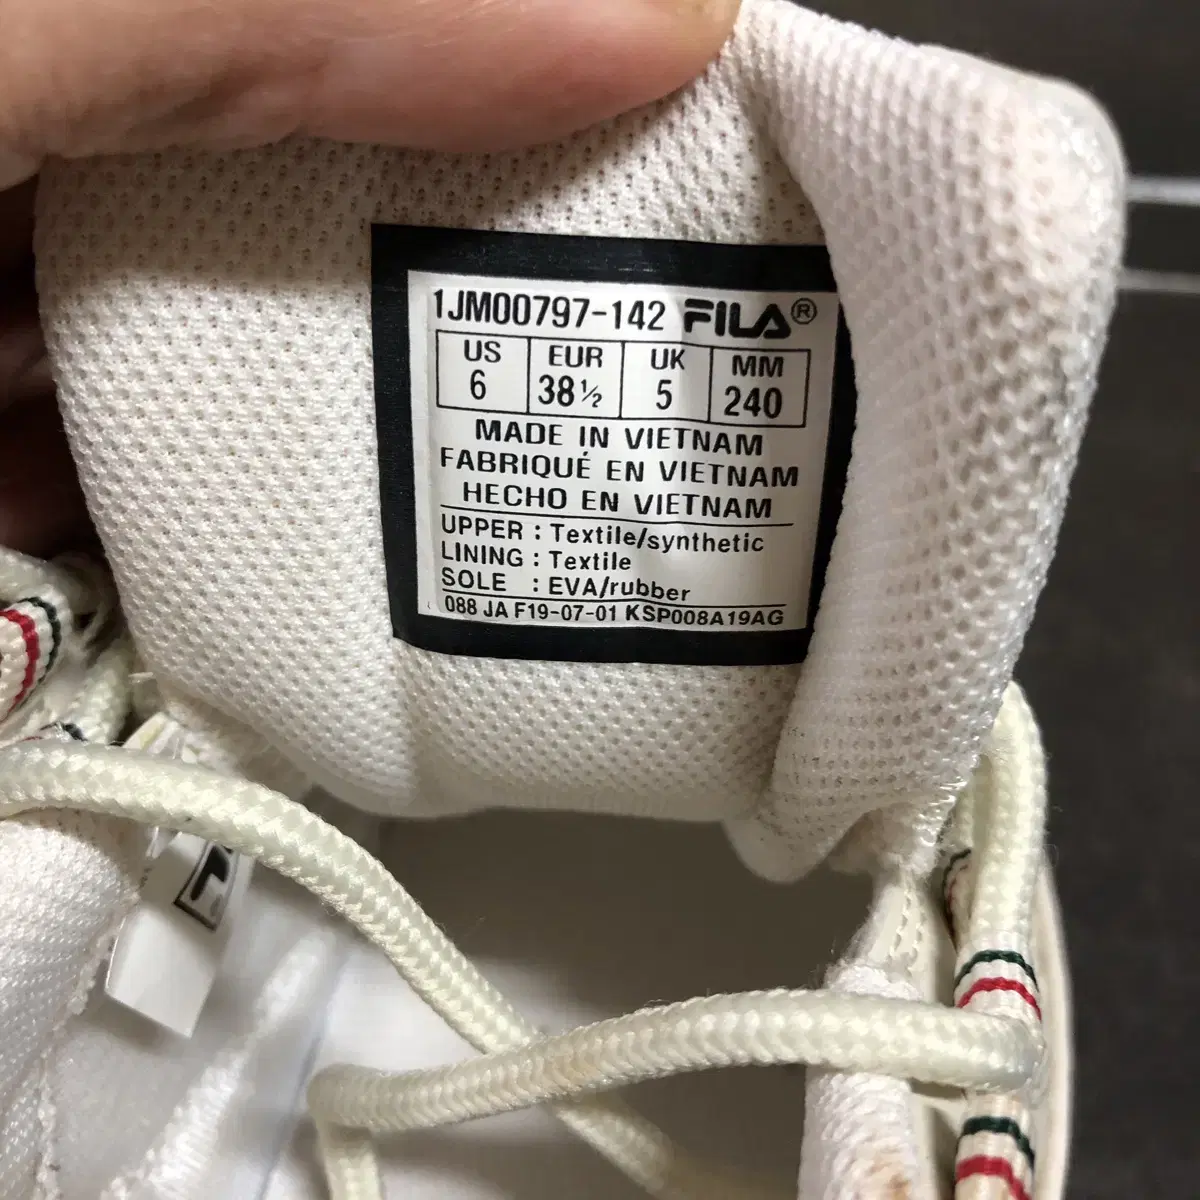 1JM00797-142 FILA®
US EUR UK MM
6 38½ 5 240
MADE IN VIETNAM
FABRIQUÉ EN VIETNAM
HECHO EN VIETNAM
UPPER : Textile/synthetic
LINING : Textile
SOLE : EVA/rubber
088 JA F19-07-01 KSP008A19AG